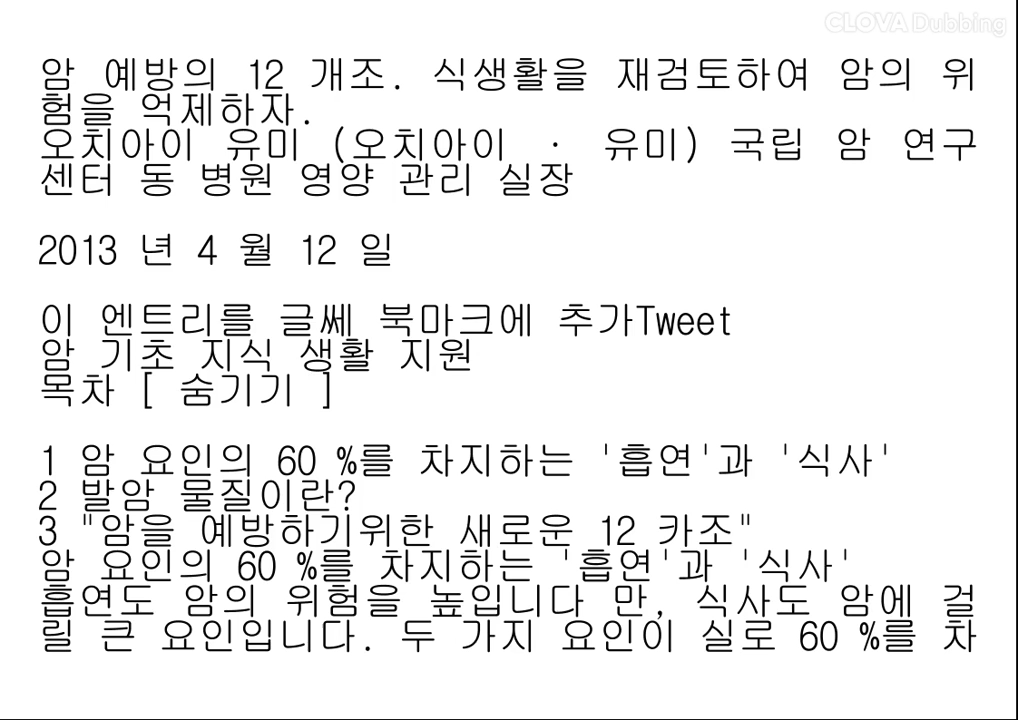 CLOVA Dubbing
암 예방의 12 개조. 식생활을 재검토하여 암의 위
험을 억제하자.
오치아이 유미 (오치아이 · 유미) 국립 암 연구
센터 동 병원 영양 관리 실장
2013 년 4 월 12 일
이 엔트리를 글쎄 북마크에 추가Tweet
암 기초 지식 생활 지원
목차 [ 숨기기 ]
1 암 요인의 60 %를 차지하는 '흡연'과 '식사'
2 발암 물질이란?
3 "암을 예방하기위한 새로운 12 카조"
암 요인의 60 %를 차지하는 '흡연'과 '식사'
흡연도 암의 위험을 높입니다 만, 식사도 암에 걸
릴 큰 요인입니다. 두 가지 요인이 실로 60 %를 차